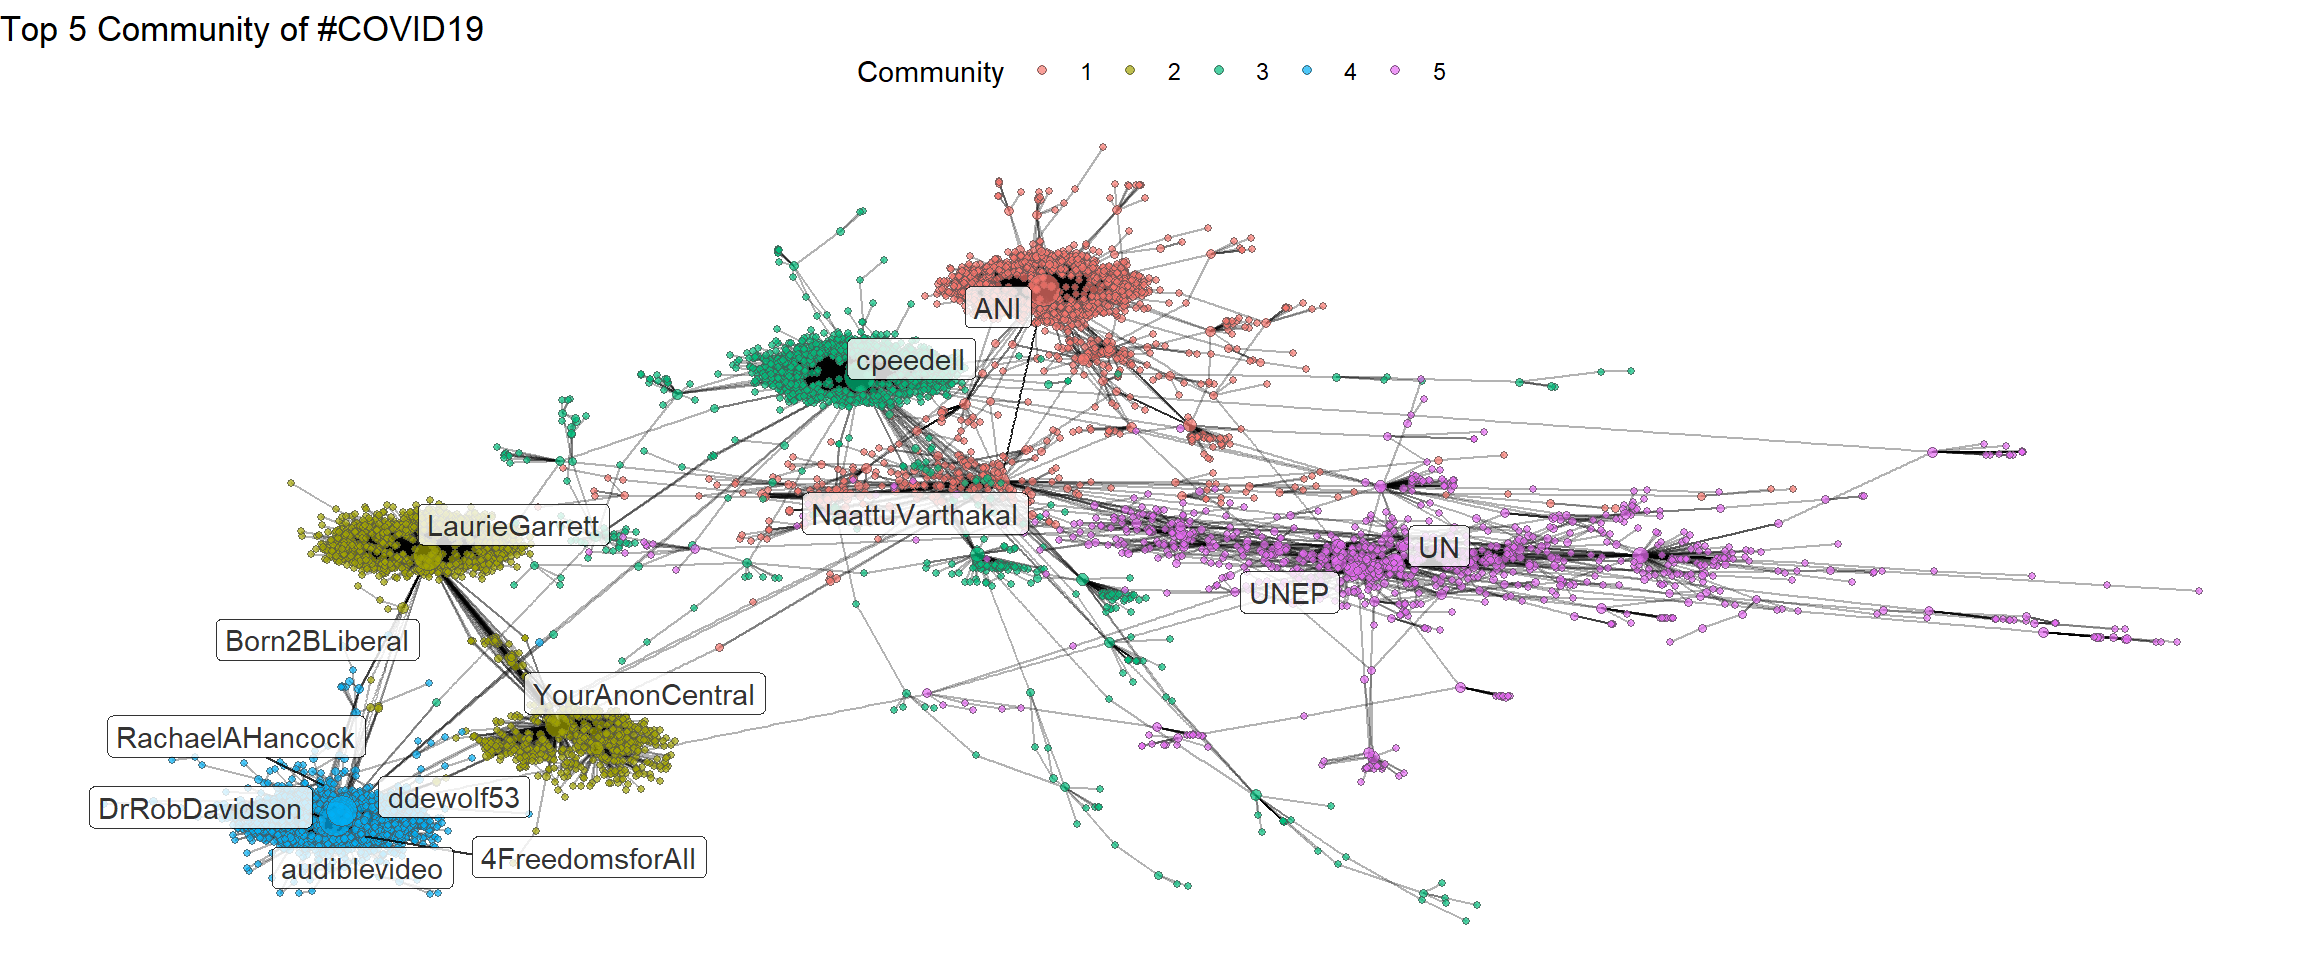 Top 5 Community of #COVID19
Community 1 2 3 4 5
ANI
cpeedell
NaattuVarthakal
LaurieGarrett
UN
UNEP
Born2BLiberal
YourAnonCentral
RachaelAHancock
DrRobDavidson
ddewolf53
4FreedomsforAll
audiblevideo